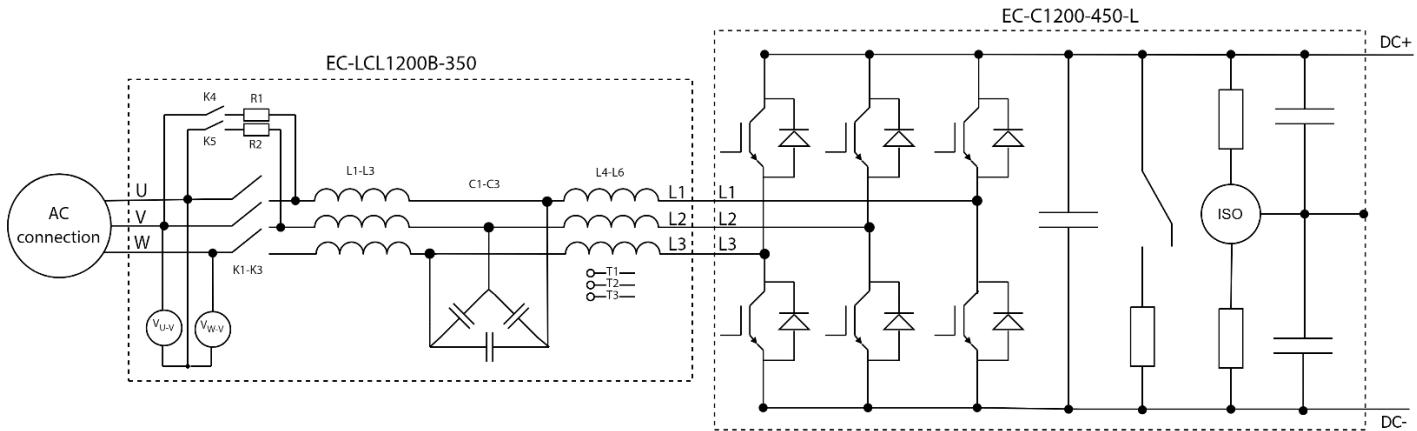 EC-C1200-450-L
EC-LCL1200B-350
DC+
K4
R1
K5
R2
L1-L3
C1-C3
L4-L6
U
V
W
AC
connection
L1
L1
L2
L2
L3
L3
ISO
K1-K3
T1
T2
T3
VU-V
VW-V
DC-